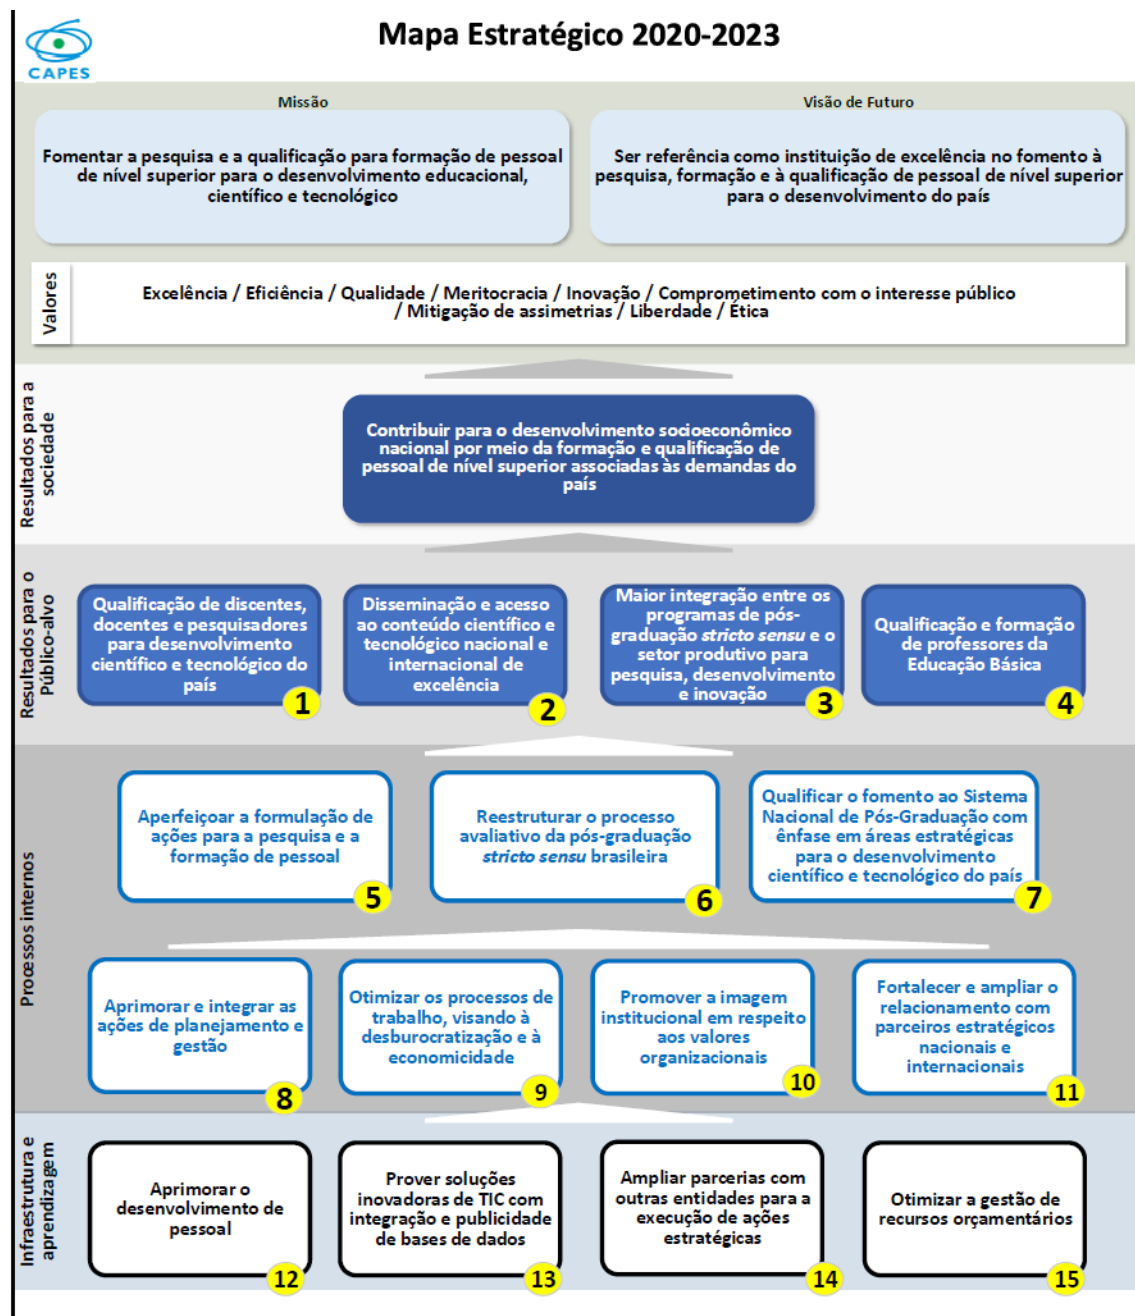 CAPES
Mapa Estratégico 2020-2023
Missão
Fomentar a pesquisa e a qualificação para formação de pessoal
de nível superior para o desenvolvimento educacional,
científico e tecnológico
Visão de Futuro
Ser referência como instituição de excelência no fomento à
pesquisa, formação e à qualificação de pessoal de nível superior
para o desenvolvimento do país
Valores
Excelência / Eficiência / Qualidade / Meritocracia / Inovação / Comprometimento com o interesse público
/ Mitigação de assimetrias / Liberdade / Ética
Resultados para a
sociedade
Contribuir para o desenvolvimento socioeconômico
nacional por meio da formação e qualificação de
pessoal de nível superior associadas às demandas do
país
Resultados para o
Público-alvo
Qualificação de discentes,
docentes e pesquisadores
para desenvolvimento
científico e tecnológico do
país
1
Disseminação e acesso
ao conteúdo científico e
tecnológico nacional e
internacional de
excelência
2
Maior integração entre os
programas de pós-
graduação stricto sensu e o
setor produtivo para
pesquisa, desenvolvimento
e inovação
3
Qualificação e formação
de professores da
Educação Básica
4
Processos internos
Aperfeiçoar a formulação de
ações para a pesquisa e a
formação de pessoal
5
Reestruturar o processo
avaliativo da pós-graduação
stricto sensu brasileira
6
Qualificar o fomento ao Sistema
Nacional de Pós-Graduação com
ênfase em áreas estratégicas
para o desenvolvimento
científico e tecnológico do país
7
Aprimorar e integrar as
ações de planejamento e
gestão
8
Otimizar os processos de
trabalho, visando à
desburocratização e à
economicidade
9
Promover a imagem
institucional em respeito
aos valores
organizacionais
10
Fortalecer e ampliar o
relacionamento com
parceiros estratégicos
nacionais e
internacionais
11
Infraestrutura e
aprendizagem
Aprimorar o
desenvolvimento de
pessoal
12
Prover soluções
inovadoras de TIC com
integração e publicidade
de bases de dados
13
Ampliar parcerias com
outras entidades para a
execução de ações
estratégicas
14
Otimizar a gestão de
recursos orçamentários
15